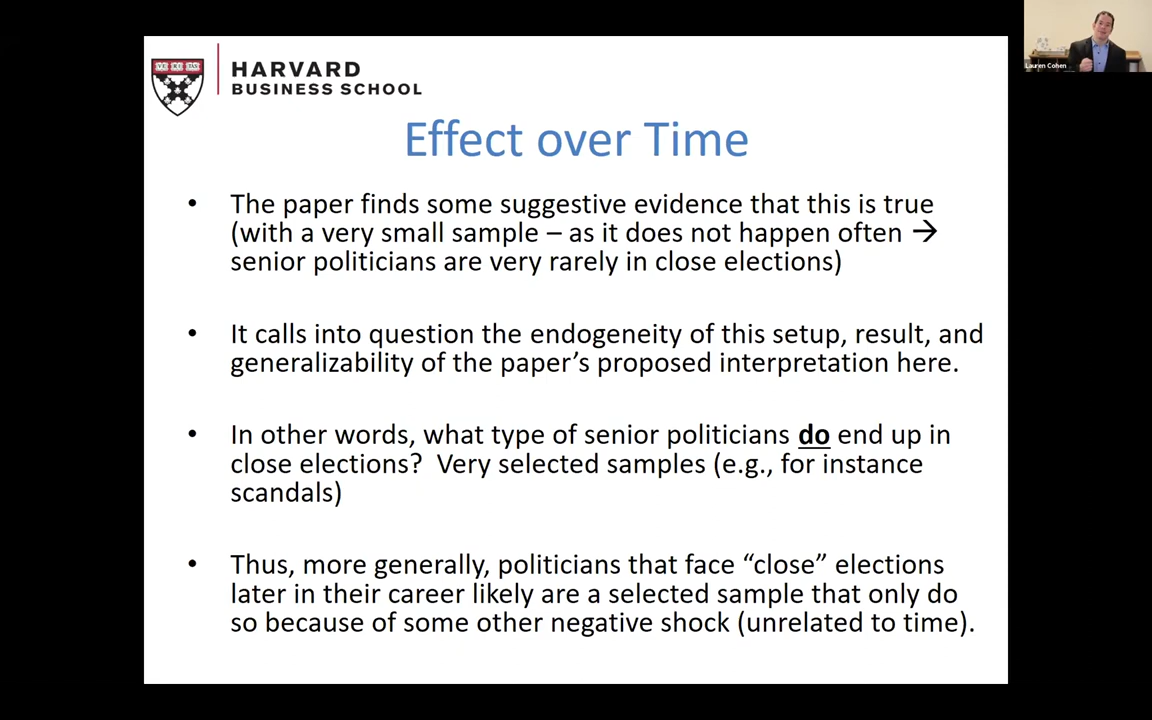 HARVARD
BUSINESS SCHOOL
Lauren Cohen
Effect over Time
• The paper finds some suggestive evidence that this is true
(with a very small sample – as it does not happen often →
senior politicians are very rarely in close elections)
• It calls into question the endogeneity of this setup, result, and
generalizability of the paper’s proposed interpretation here.
• In other words, what type of senior politicians do end up in
close elections? Very selected samples (e.g., for instance
scandals)
• Thus, more generally, politicians that face “close” elections
later in their career likely are a selected sample that only do
so because of some other negative shock (unrelated to time).